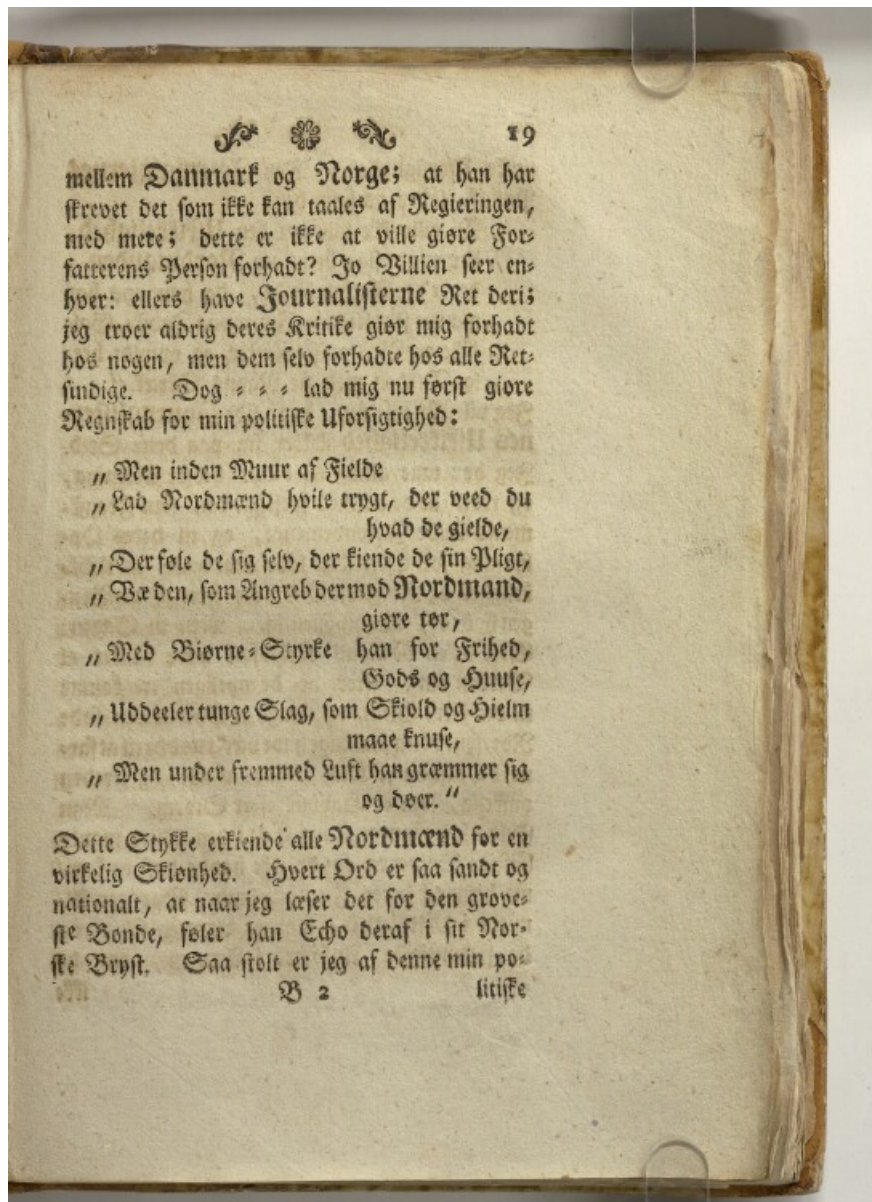 19
mellem Danmark og Norge; at han har
skrevet det som ikke kan taales af Regieringen,
med mere; dette er ikke at ville giøre For-
fatterens Person forhadt? Jo Villien seer en-
hver: ellers have Journalisterne Ret deri;
jeg troer aldrig deres Kritike giør mig forhadt
hos nogen, men dem selv forhadte hos alle Ret-
sindige. Dog - - - lad mig nu først giøre
Regnskab for min politiske Uforsigtighed:
„Men inden Muur af Fielde
„Lad Nordmænd hvile trygt, der veed du
hvad de gielde,
„Der føle de sig selv, der kiende de sin Pligt,
„Væ den, som Angreb der mod Nordmand,
giøre tør,
„Med Biørne-Styrke han for Frihed,
Gods og Huuse,
„Uddeeler tunge Slag, som Skiold og Hielm
maae knuse,
„Men under fremmed Luft han græmmer sig
og døer.“
Dette Stykke erkiende alle Nordmænd for en
virkelig Skiønhed. Hvert Ord er saa sandt og
nationalt, at naar jeg læser det for den grove-
ste Bonde, føler han Echo deraf i sit Nor-
ske Bryst. Saa stolt er jeg af denne min po-
B 2 litiske